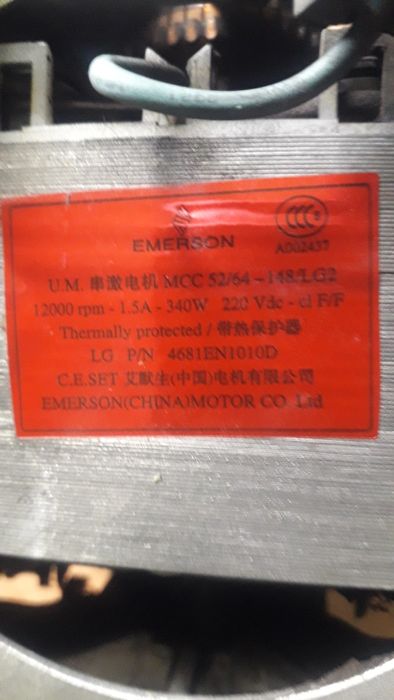 EMERSON
CCC
A002437
U.M. 串激电机 MCC 52/64 - 148/LG2
12000 rpm - 1.5A - 340W 220 Vdc - cl F/F
Thermally protected / 带热保护器
LG P/N 4681EN1010D
C.E.SET 艾默生(中国)电机有限公司
EMERSON(CHINA)MOTOR CO. Ltd